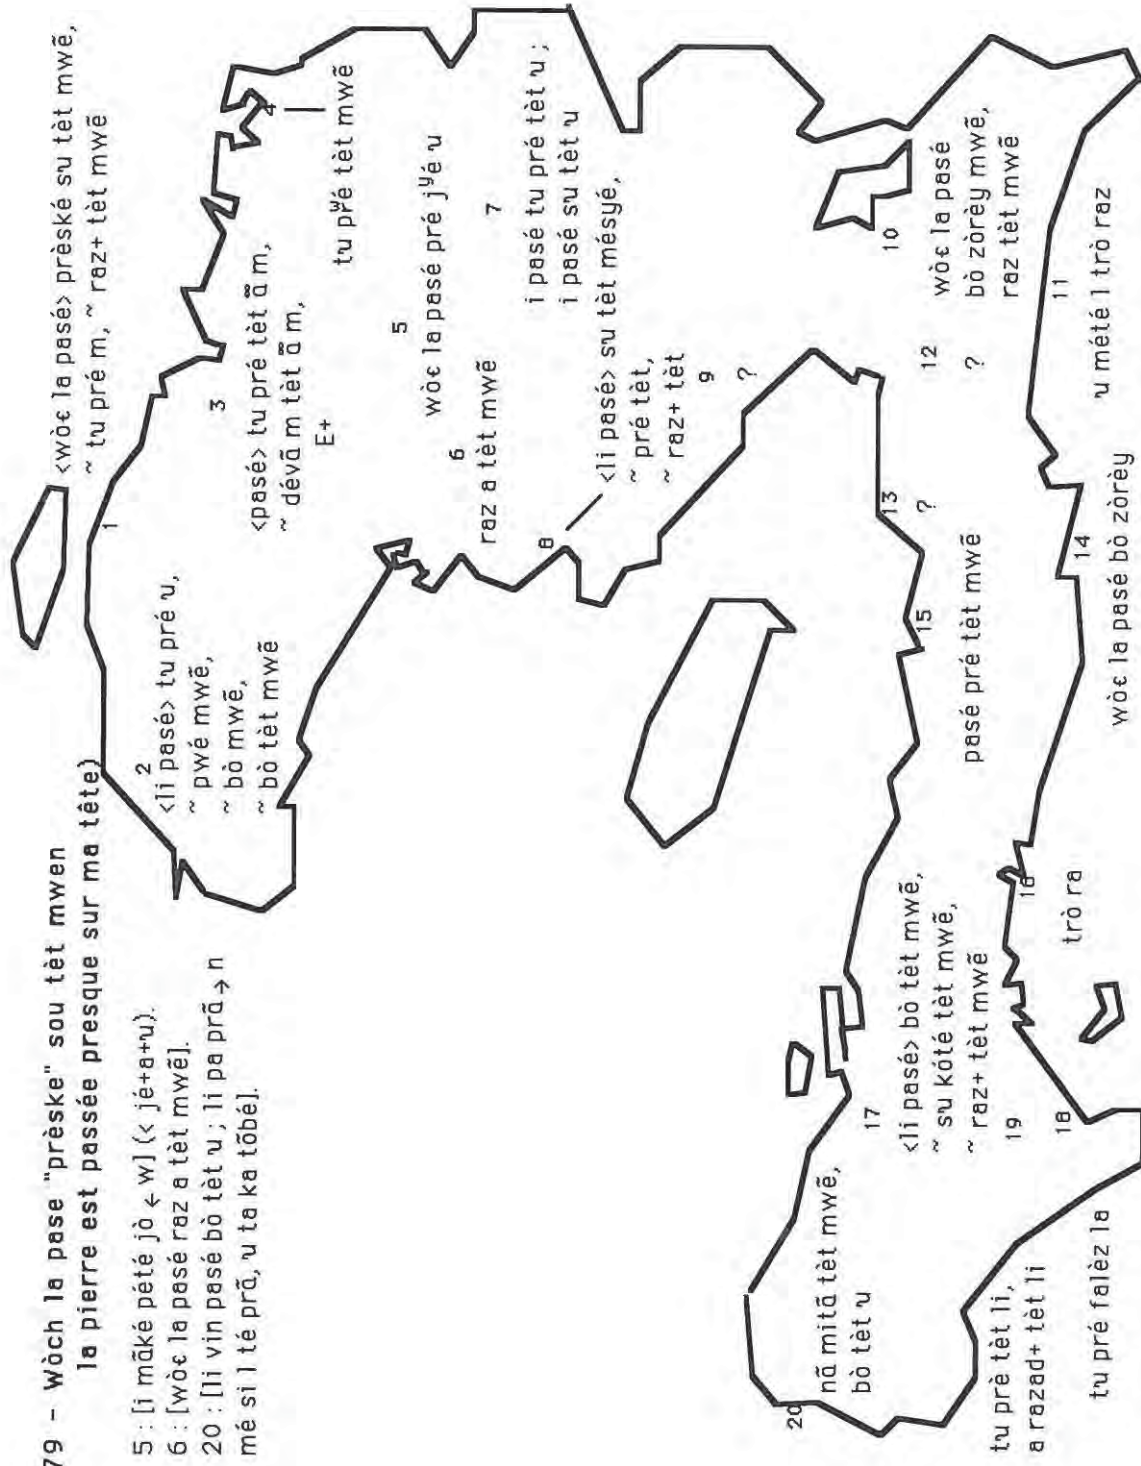 79 - Wòch la pase "prèske" sou tèt mwen
la pierre est passée presque sur ma tête)
5 : [i mãké pété jò ← w] (< jé+a+u).
6 : [wòɛ la pasé raz a tèt mwẽ].
20 : [li vin pasé bò tèt u ; li pa prã → n
mé si l té prã, u ta ka tõbe].
<wòɛ la pasé> prèské su tèt mwẽ,
~ tu pré m, ~ raz+ tèt mwẽ
1
2
<li pasé> tu pré u,
~ pwé mwẽ,
~ bò mwẽ,
~ bò tèt mwẽ
3
<pasé> tu pré tèt ã m,
~ dévã m tèt ã m,
E+
4
tu pʳʷé tèt mwẽ
5
wòɛ la pasé pré jʸé u
6
raz a tèt mwẽ
7
i pasé tu pré tèt u ;
i pasé su tèt u
8
<li pasé> su tèt mésyé,
~ pré tèt,
~ raz+ tèt
9
?
10
wòɛ la pasé
bò zòrèy mwẽ,
raz tèt mwẽ
11
u mété l trò raz
12
?
13
?
14
wòɛ la pasé bò zòrèy
15
pasé pré tèt mwẽ
16
trò ra
17
<li pasé> bò tèt mwẽ,
~ su kóté tèt mwẽ,
~ raz+ tèt mwẽ
18
tu pré falèz la
19
tu prè tèt li,
a razad+ tèt li
20
nã mitã tèt mwẽ,
bò tèt u